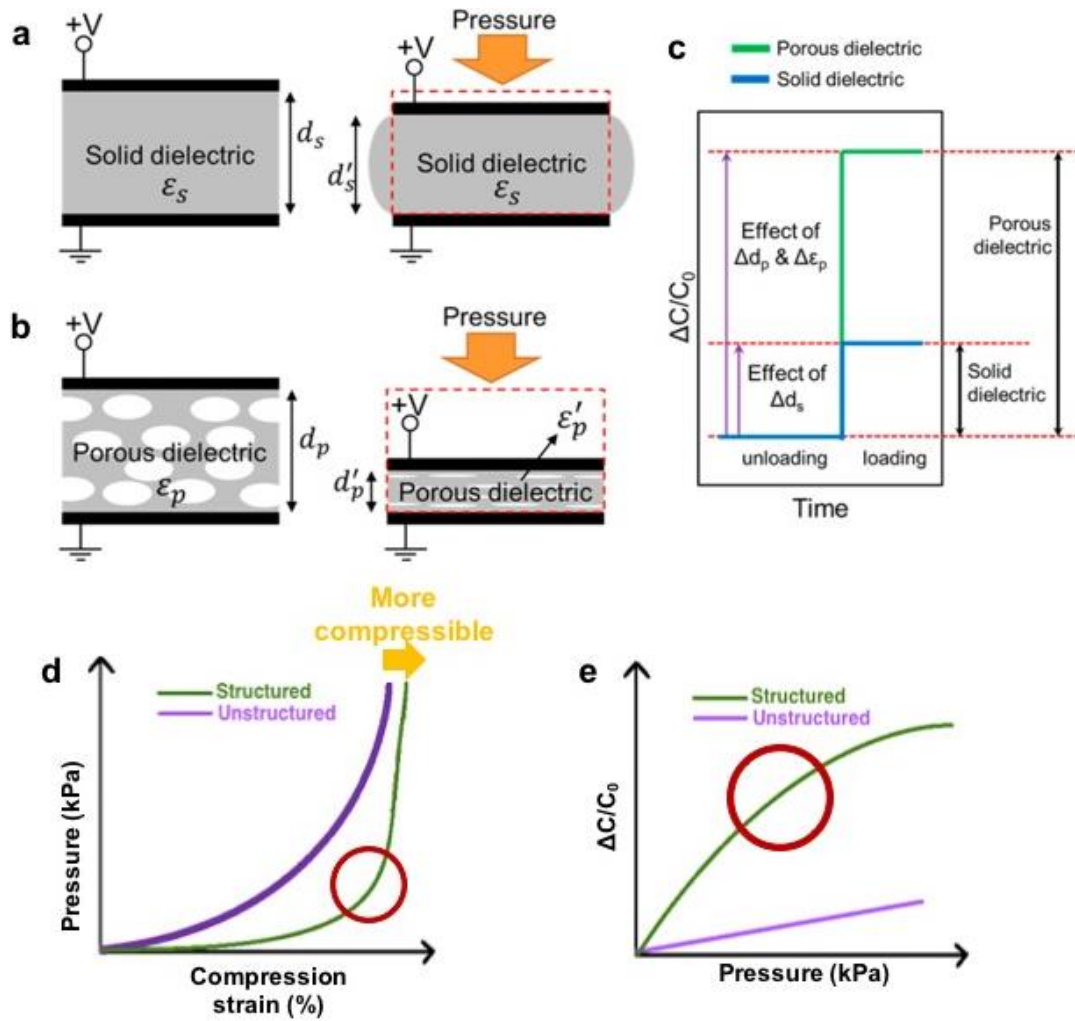 a
+V
Solid dielectric
εₛ
dₛ
Pressure
+V
d′ₛ
Solid dielectric
εₛ
b
+V
Porous dielectric
εₚ
dₚ
Pressure
+V
ε′ₚ
d′ₚ
Porous dielectric
c
Porous dielectric
Solid dielectric
ΔC/C₀
Effect of
Δdₚ & Δεₚ
Effect of
Δdₛ
unloading
loading
Time
Porous
dielectric
Solid
dielectric
d
More
compressible
Structured
Unstructured
Pressure (kPa)
Compression
strain (%)
e
Structured
Unstructured
ΔC/C₀
Pressure (kPa)